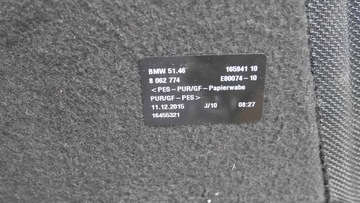 BMW 51.46 165941 10
8 062 774 E80074-10
<PES-PUR/GF-Papierwabe
PUR/GF-PES>
11.12.2015 J/10 08:27
16455321